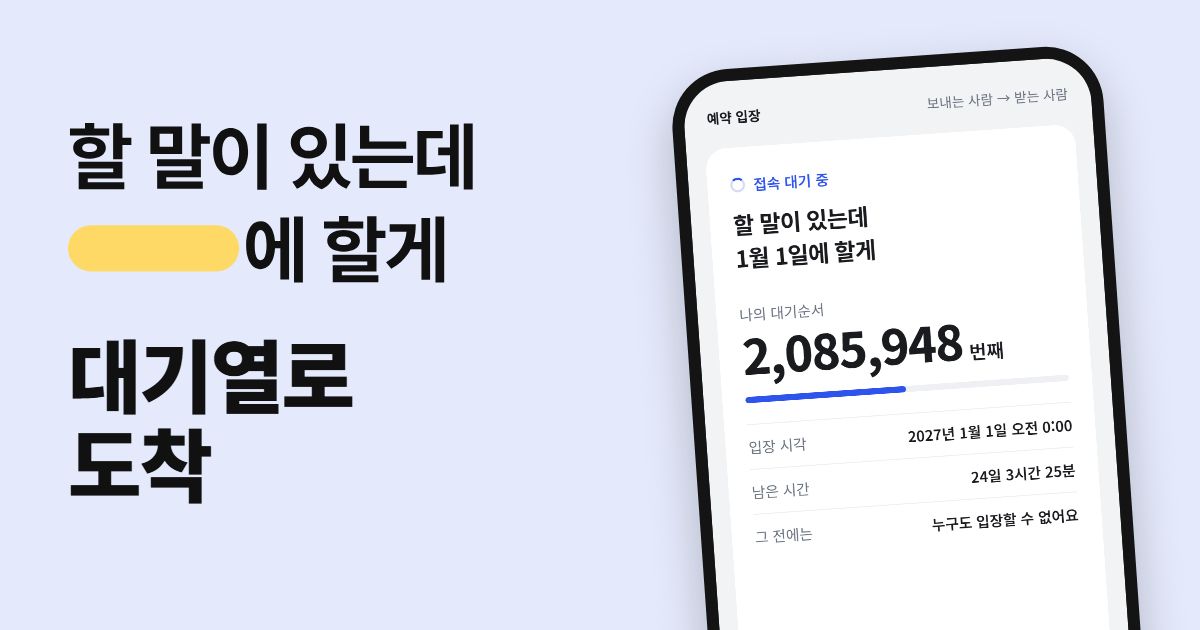 할 말이 있는데
에 할게
대기열로
도착
예약 입장
보내는 사람 → 받는 사람
접속 대기 중
할 말이 있는데
1월 1일에 할게
나의 대기순서
2,085,948 번째
입장 시각 2027년 1월 1일 오전 0:00
남은 시간 24일 3시간 25분
그 전에는 누구도 입장할 수 없어요